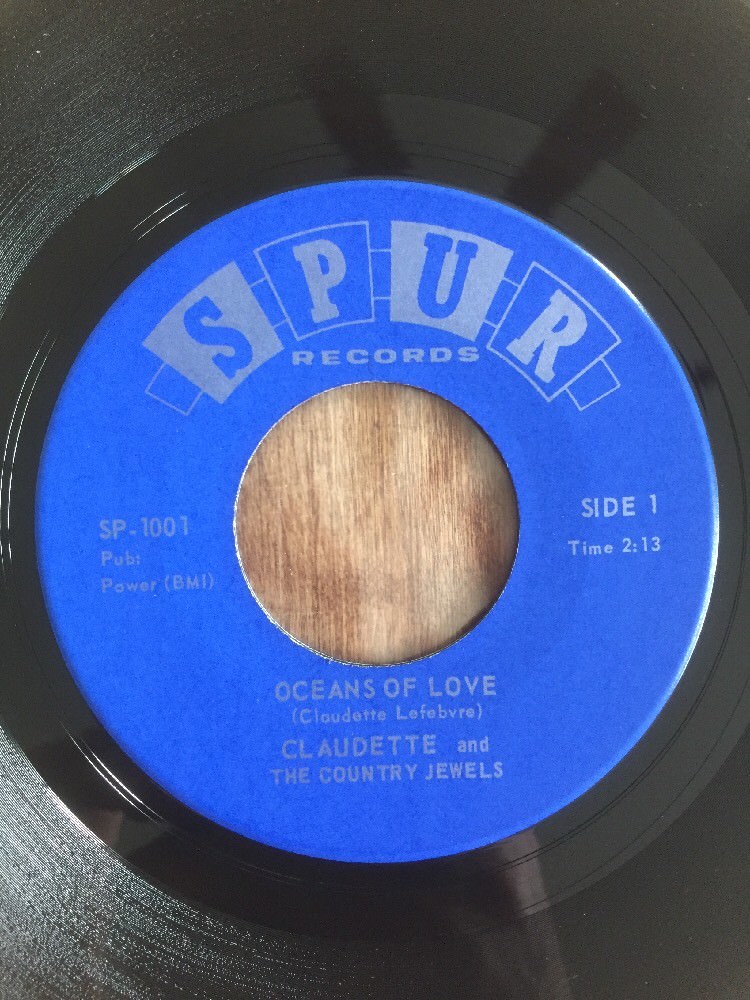 SPUR
RECORDS
SP-1001
Pub:
Power (BMI)
SIDE 1
Time 2:13
OCEANS OF LOVE
(Claudette Lefebvre)
CLAUDETTE and
THE COUNTRY JEWELS